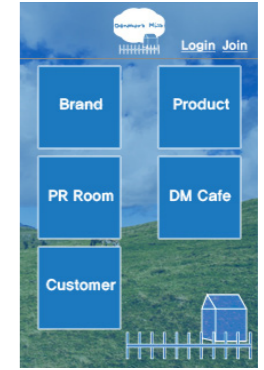 Denmark Milk
Login Join
Brand
Product
PR Room
DM Cafe
Customer